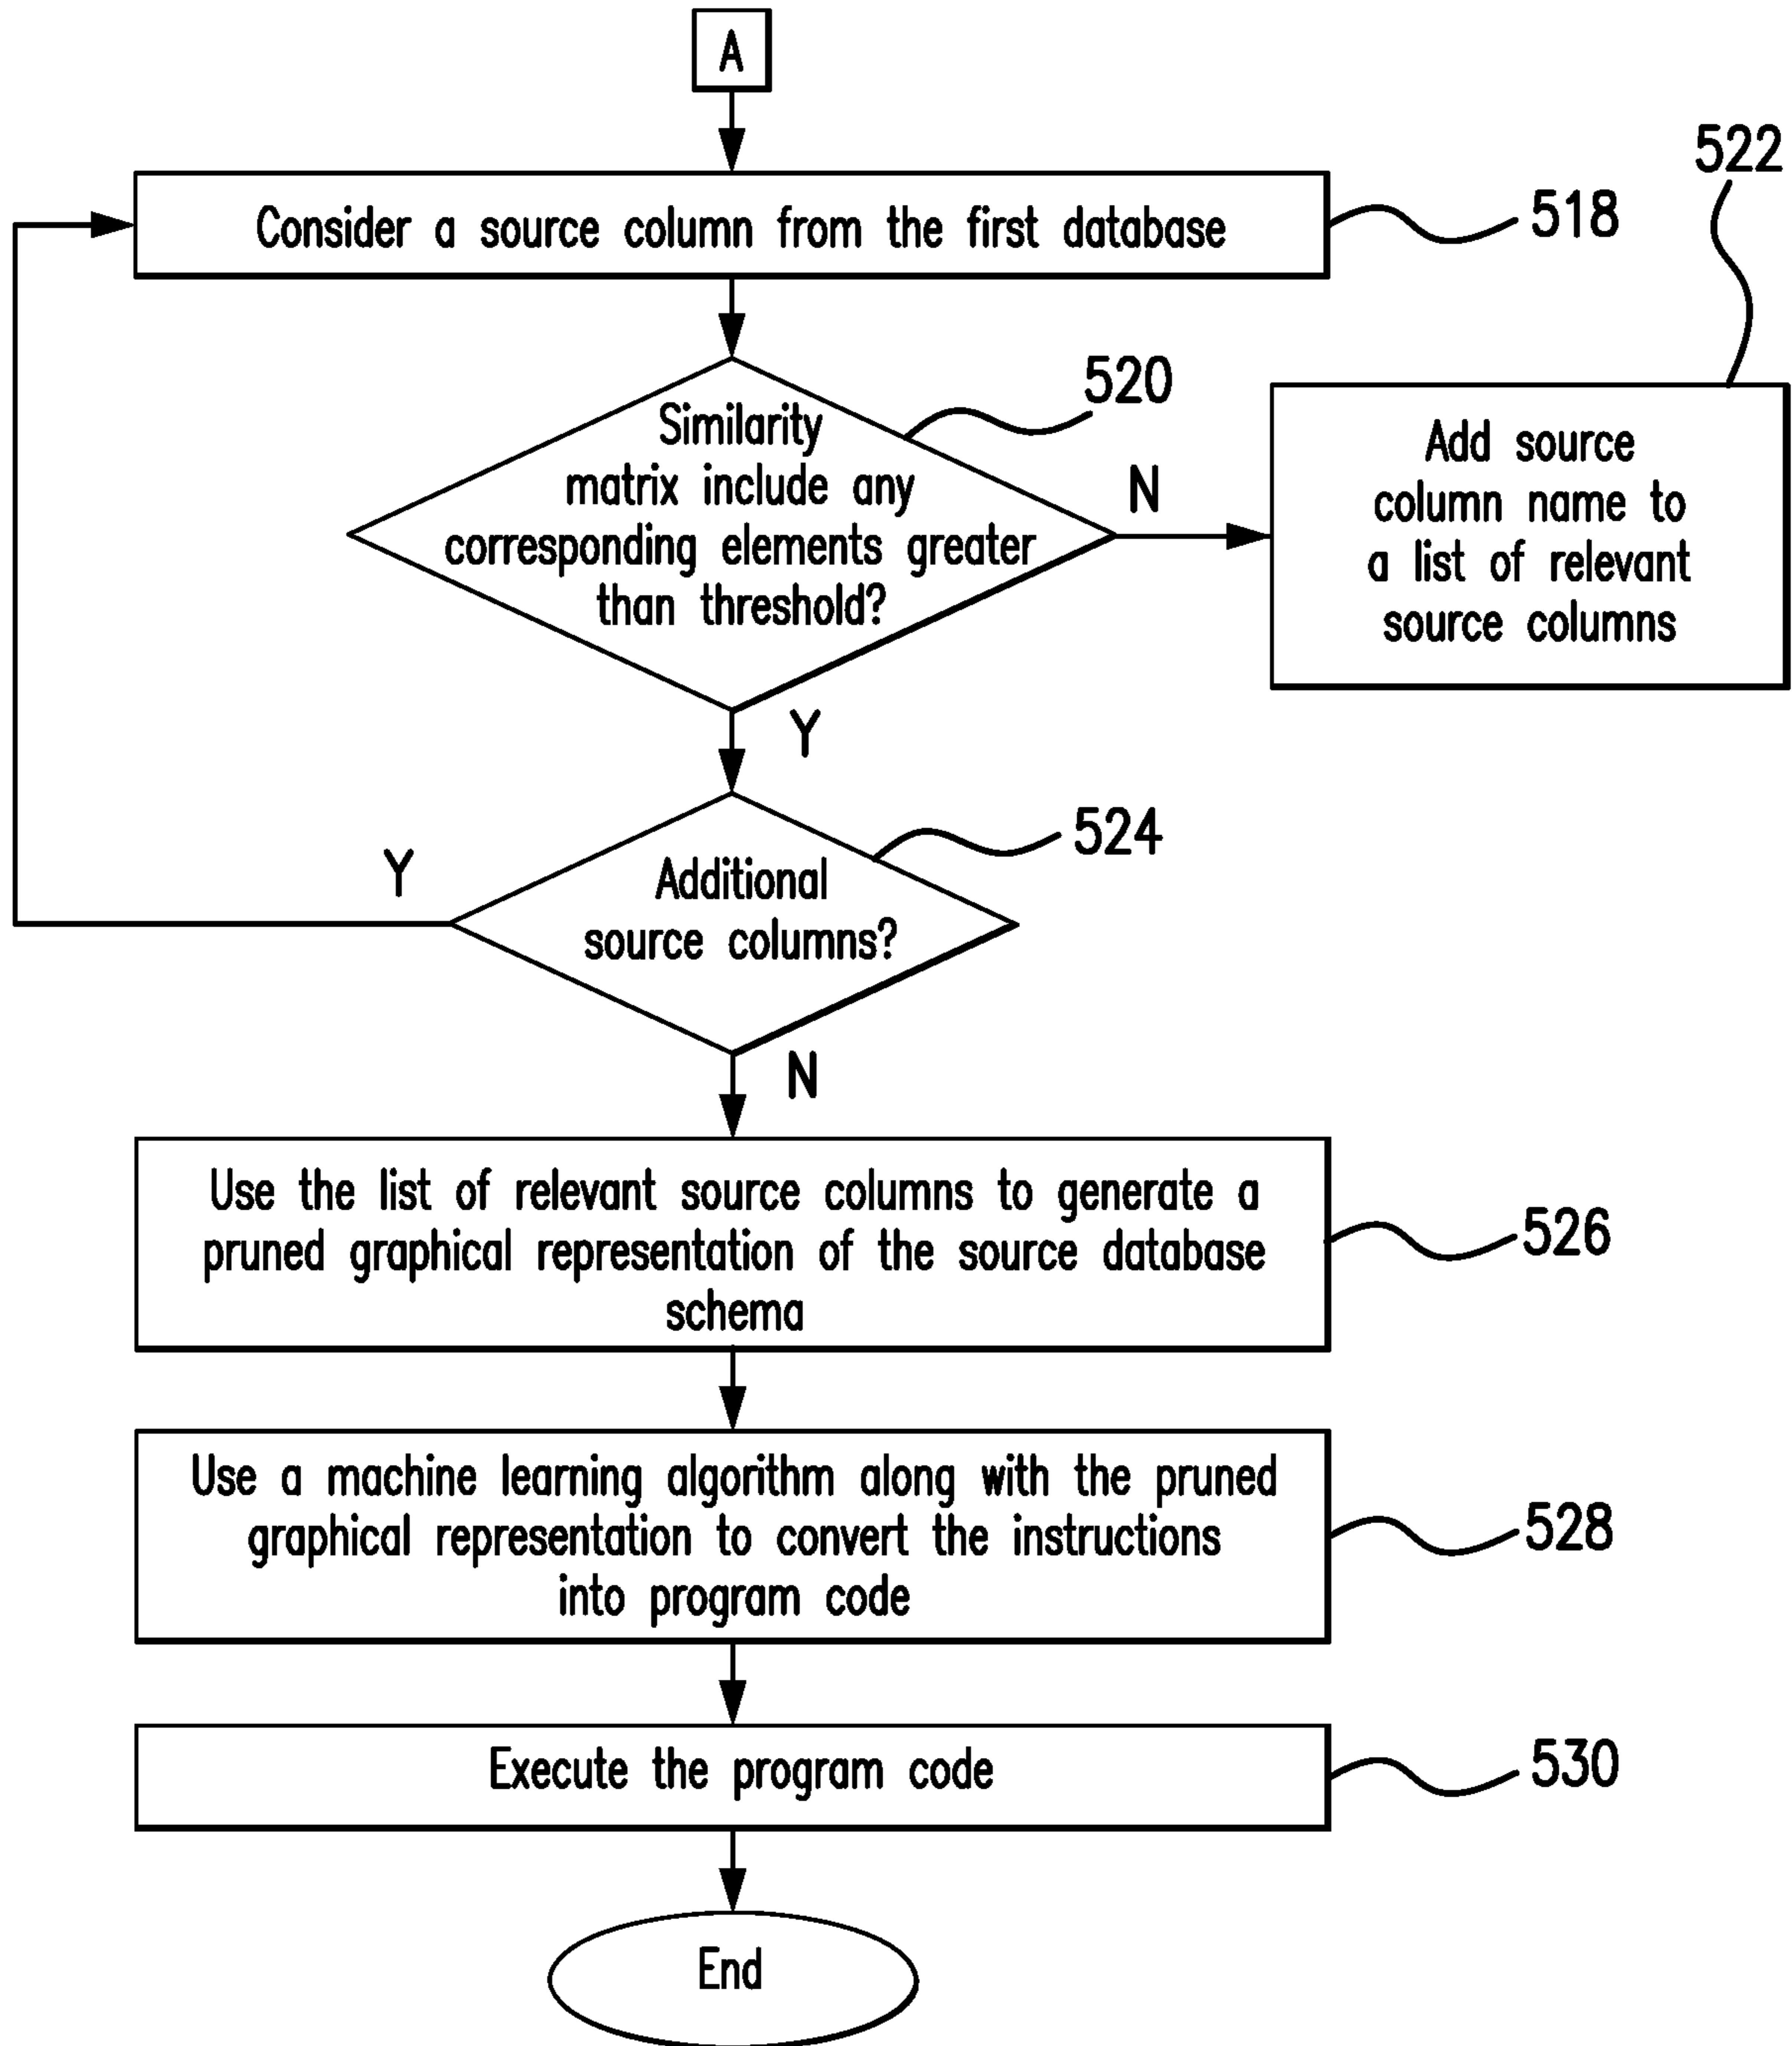 A
Consider a source column from the first database
518
522
Similarity
matrix include any
corresponding elements greater
than threshold?
520
N
Add source
column name to
a list of relevant
source columns
Y
Additional
source columns?
524
Y
N
Use the list of relevant source columns to generate a
pruned graphical representation of the source database
schema
526
Use a machine learning algorithm along with the pruned
graphical representation to convert the instructions
into program code
528
Execute the program code
530
End